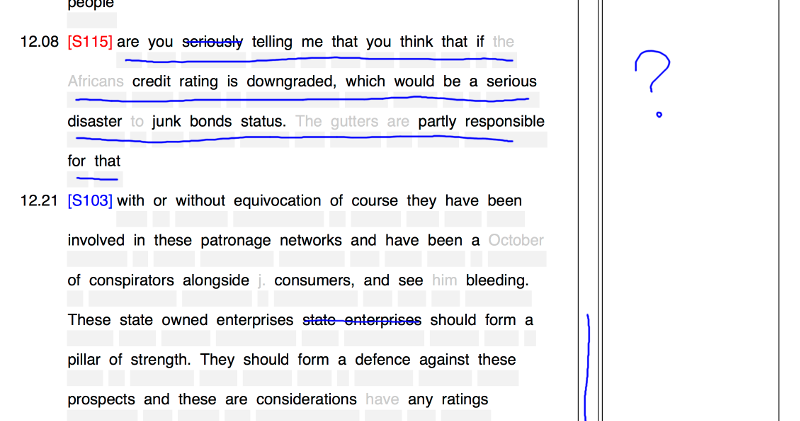 people
12.08 [S115] are you seriously telling me that you think that if the
Africans credit rating is downgraded, which would be a serious
disaster to junk bonds status. The gutters are partly responsible
for that
?
12.21 [S103] with or without equivocation of course they have been
involved in these patronage networks and have been a October
of conspirators alongside j. consumers, and see him bleeding.
These state owned enterprises state enterprises should form a
pillar of strength. They should form a defence against these
prospects and these are considerations have any ratings